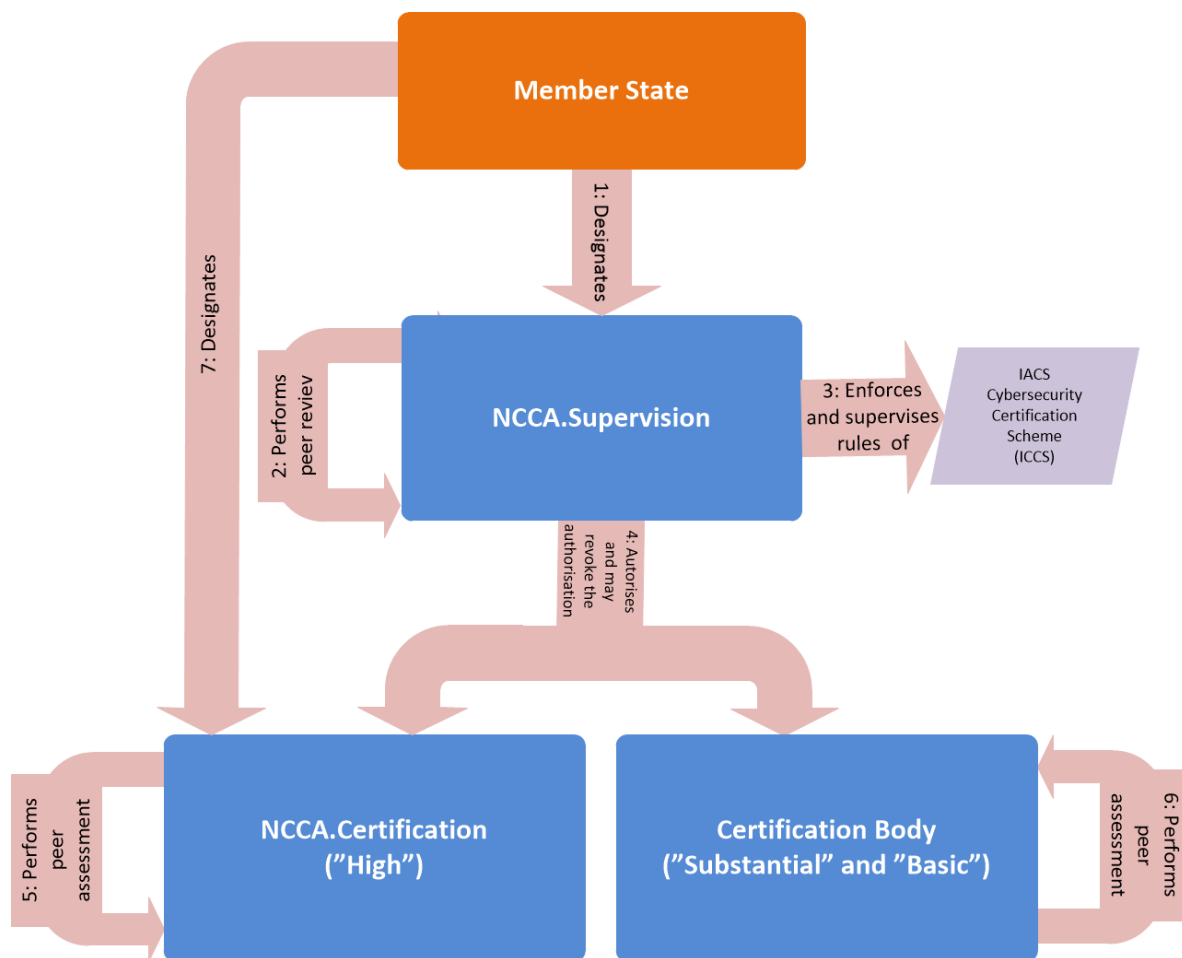 Member State
1: Designates
7: Designates
2: Performs
peer reviev
NCCA.Supervision
3: Enforces
and supervises
rules of
IACS
Cybersecurity
Certification
Scheme
(ICCS)
4: Autorises
and may
revoke the
authorisation
5: Performs
peer
assessment
NCCA.Certification
(”High”)
Certification Body
(”Substantial” and ”Basic”)
6: Performs
peer
assessment